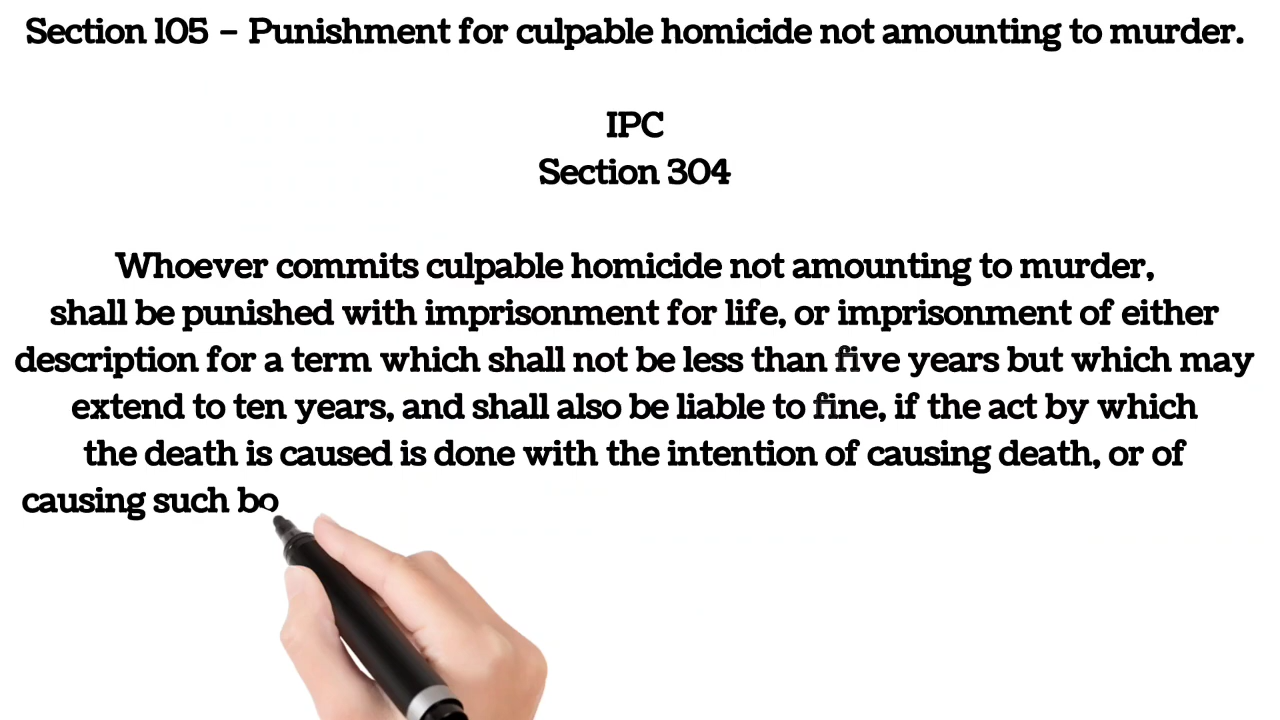 Section 105 – Punishment for culpable homicide not amounting to murder.
IPC
Section 304
Whoever commits culpable homicide not amounting to murder,
shall be punished with imprisonment for life, or imprisonment of either
description for a term which shall not be less than five years but which may
extend to ten years, and shall also be liable to fine, if the act by which
the death is caused is done with the intention of causing death, or of
causing such bo